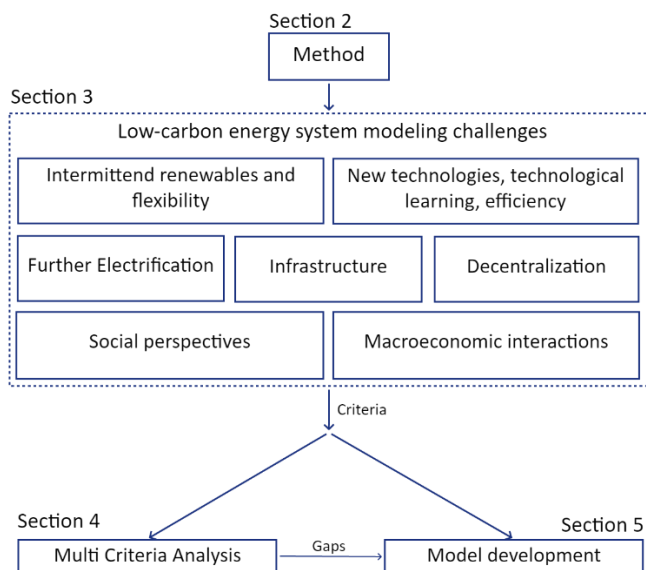 Section 2
Method
Section 3
Low-carbon energy system modeling challenges
Intermittend renewables and
flexibility
New technologies, technological
learning, efficiency
Further Electrification
Infrastructure
Decentralization
Social perspectives
Macroeconomic interactions
Criteria
Section 4
Section 5
Multi Criteria Analysis
Gaps
Model development